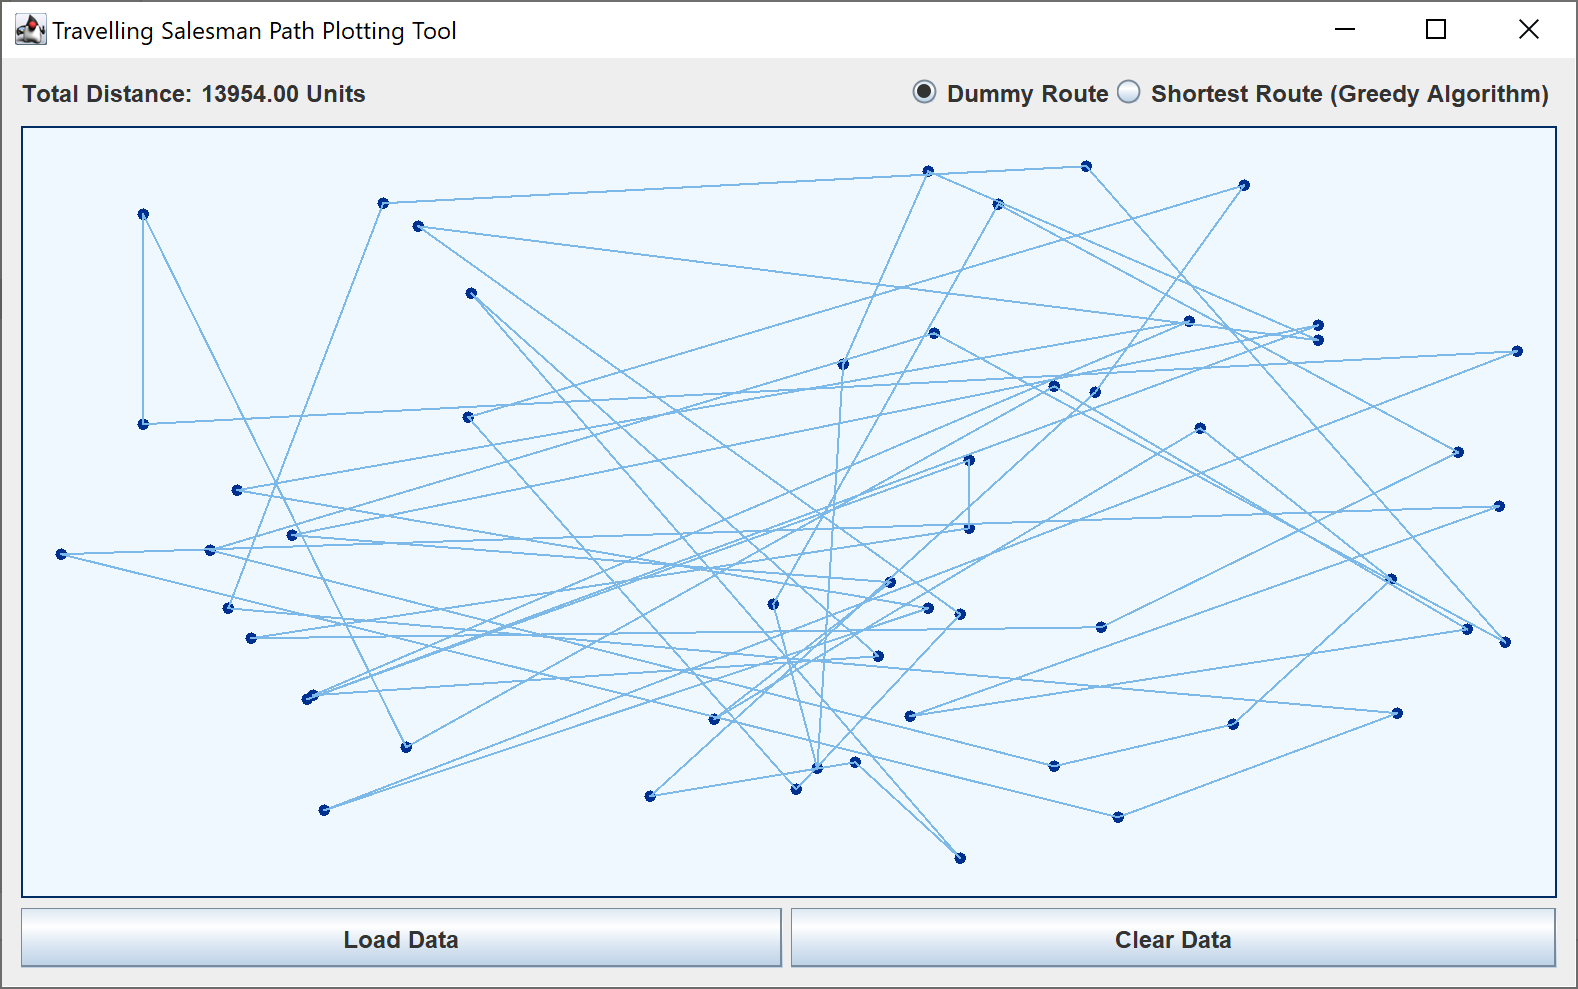 Travelling Salesman Path Plotting Tool
Total Distance: 13954.00 Units
Dummy Route
Shortest Route (Greedy Algorithm)
Load Data
Clear Data